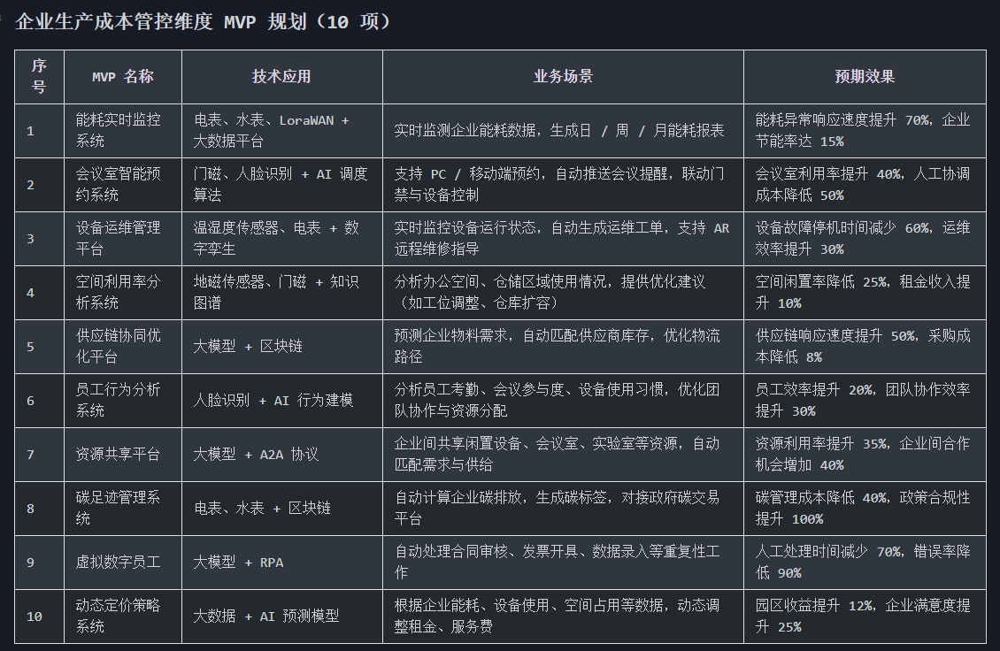 企业生产成本管控维度 MVP 规划（10 项）
序
号
MVP 名称
技术应用
业务场景
预期效果
1
能耗实时监控
系统
电表、水表、LoraWAN +
大数据平台
实时监测企业能耗数据，生成日 / 周 / 月能耗报表
能耗异常响应速度提升 70%，企业
节能率达 15%
2
会议室智能预
约系统
门磁、人脸识别 + AI 调度
算法
支持 PC / 移动端预约，自动推送会议提醒，联动门
禁与设备控制
会议室利用率提升 40%，人工协调
成本降低 50%
3
设备运维管理
平台
温湿度传感器、电表 + 数
字孪生
实时监控设备运行状态，自动生成运维工单，支持 AR
远程维修指导
设备故障停机时间减少 60%，运维
效率提升 30%
4
空间利用率分
析系统
地磁传感器、门磁 + 知识
图谱
分析办公空间、仓储区域使用情况，提供优化建议
（如工位调整、仓库扩容）
空间闲置率降低 25%，租金收入提
升 10%
5
供应链协同优
化平台
大模型 + 区块链
预测企业物料需求，自动匹配供应商库存，优化物流
路径
供应链响应速度提升 50%，采购成
本降低 8%
6
员工行为分析
系统
人脸识别 + AI 行为建模
分析员工考勤、会议参与度、设备使用习惯，优化团
队协作与资源分配
员工效率提升 20%，团队协作效率
提升 30%
7
资源共享平台
大模型 + A2A 协议
企业间共享闲置设备、会议室、实验室等资源，自动
匹配需求与供给
资源利用率提升 35%，企业间合作
机会增加 40%
8
碳足迹管理系
统
电表、水表 + 区块链
自动计算企业碳排放，生成碳标签，对接政府碳交易
平台
碳管理成本降低 40%，政策合规性
提升 100%
9
虚拟数字员工
大模型 + RPA
自动处理合同审核、发票开具、数据录入等重复性工
作
人工处理时间减少 70%，错误率降
低 90%
10
动态定价策略
系统
大数据 + AI 预测模型
根据企业能耗、设备使用、空间占用等数据，动态调
整租金、服务费
园区收益提升 12%，企业满意度提
升 25%